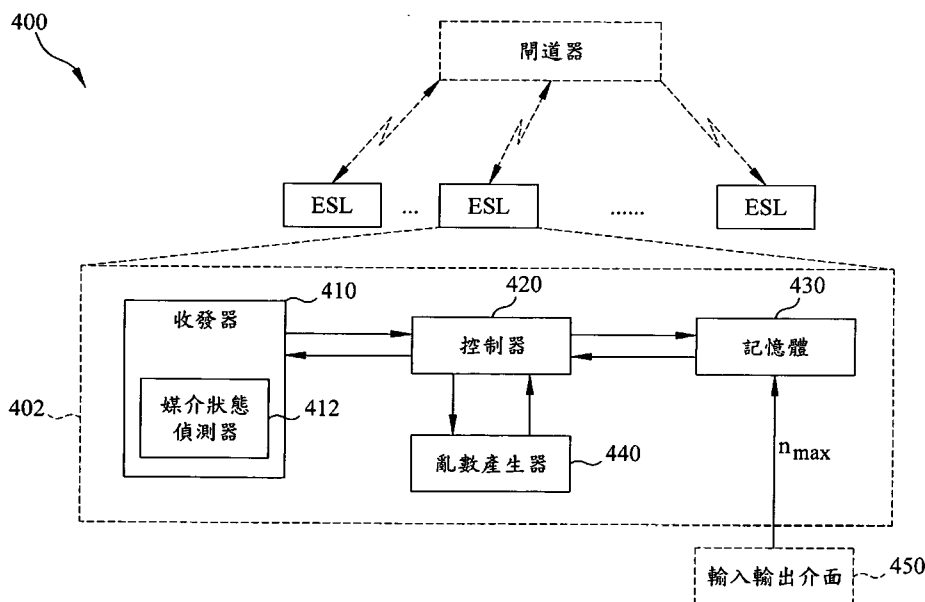 400
閘道器
ESL
...
ESL
......
ESL
410
收發器
420
控制器
430
記憶體
402
媒介狀態
偵測器
412
亂數產生器
440
nmax
輸入輸出介面
450